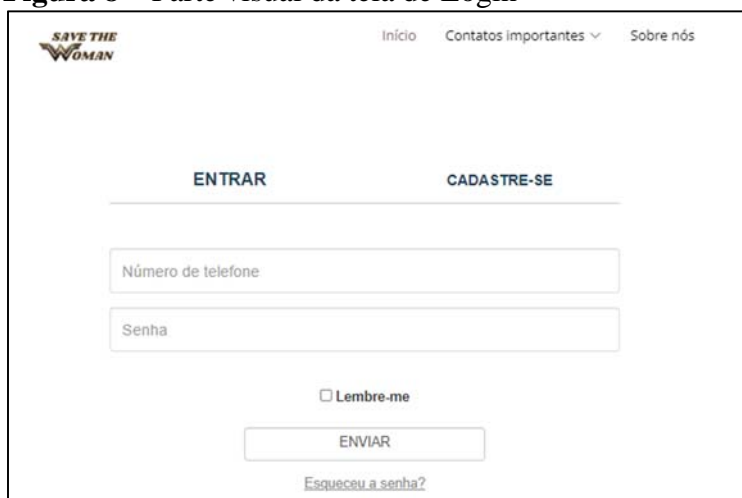 Figura 8 – Parte visual da tela de Login
SAVE THE
WOMAN
Início Contatos importantes Sobre nós
ENTRAR CADASTRE-SE
Número de telefone
Senha
Lembre-me
ENVIAR
Esqueceu a senha?